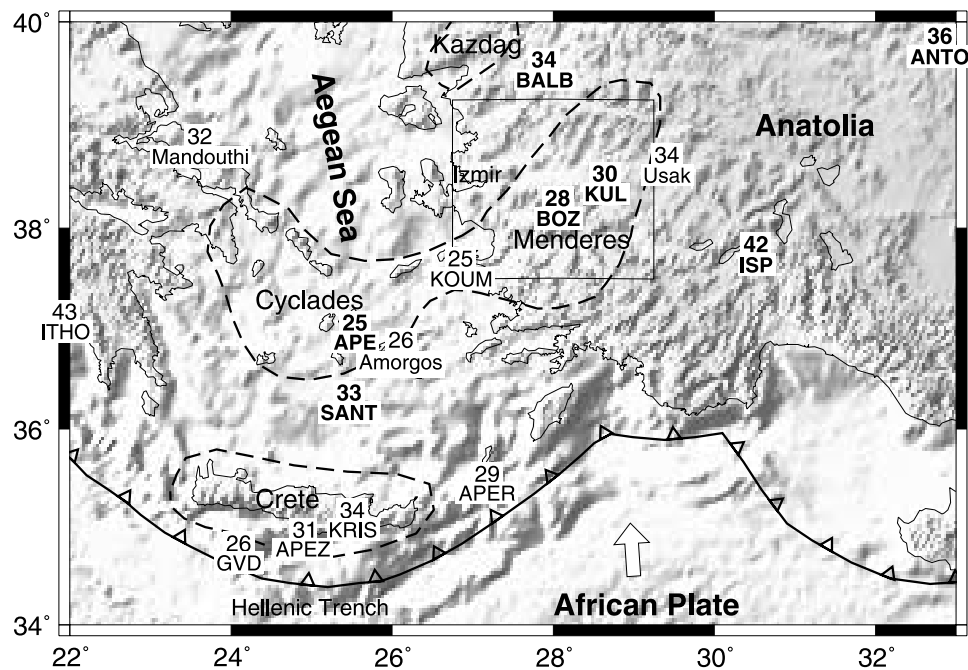 40°
Kazdag
34
BALB
36
ANTO
Aegean Sea
Anatolia
32
Mandouthi
Izmir
34
Usak
30
KUL
28
BOZ
Menderes
38°
42
ISP
25
KOUM
Cyclades
43
ITHO
25
APE
26
Amorgos
33
SANT
36°
29
APER
Crete
34
KRIS
31
APEZ
26
GVD
Hellenic Trench
African Plate
34°
22° 24° 26° 28° 30° 32°